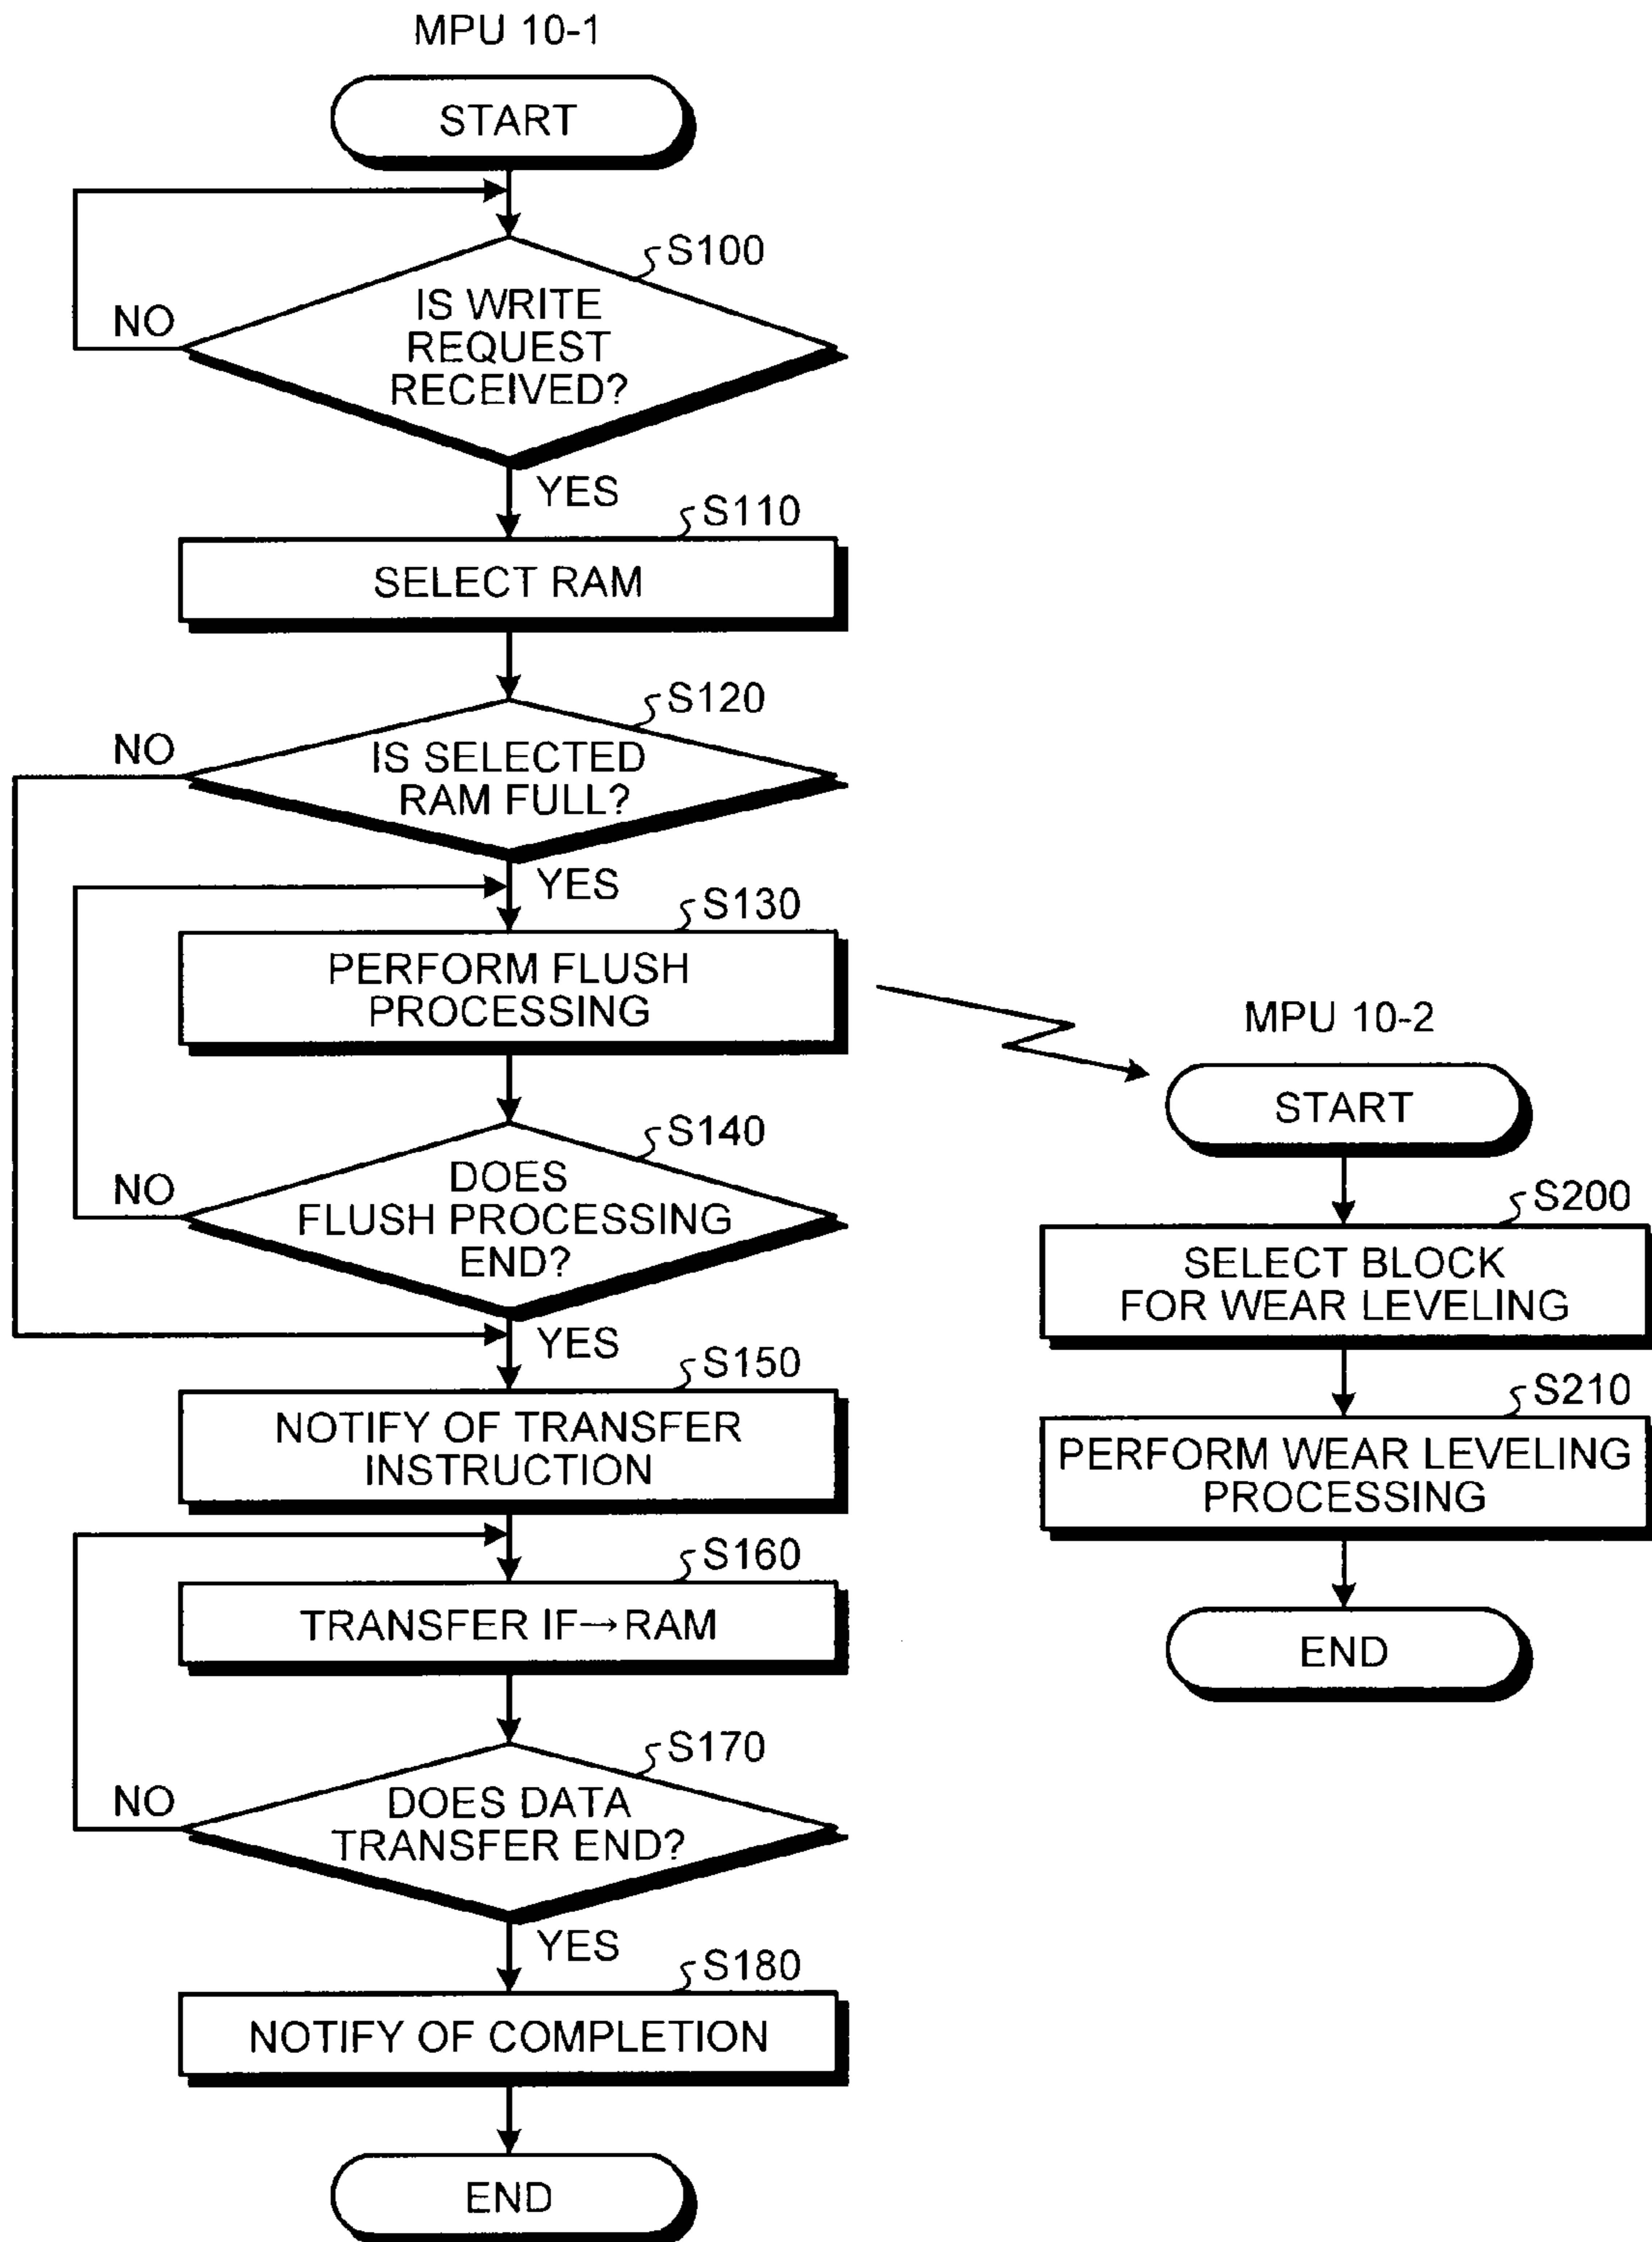 MPU 10-1
START
S100
IS WRITE
REQUEST
RECEIVED?
NO
YES
S110
SELECT RAM
S120
NO
IS SELECTED
RAM FULL?
YES
S130
PERFORM FLUSH
PROCESSING
S140
NO
DOES
FLUSH PROCESSING
END?
YES
S150
NOTIFY OF TRANSFER
INSTRUCTION
S160
TRANSFER IF→RAM
S170
NO
DOES DATA
TRANSFER END?
YES
S180
NOTIFY OF COMPLETION
END
MPU 10-2
START
S200
SELECT BLOCK
FOR WEAR LEVELING
S210
PERFORM WEAR LEVELING
PROCESSING
END